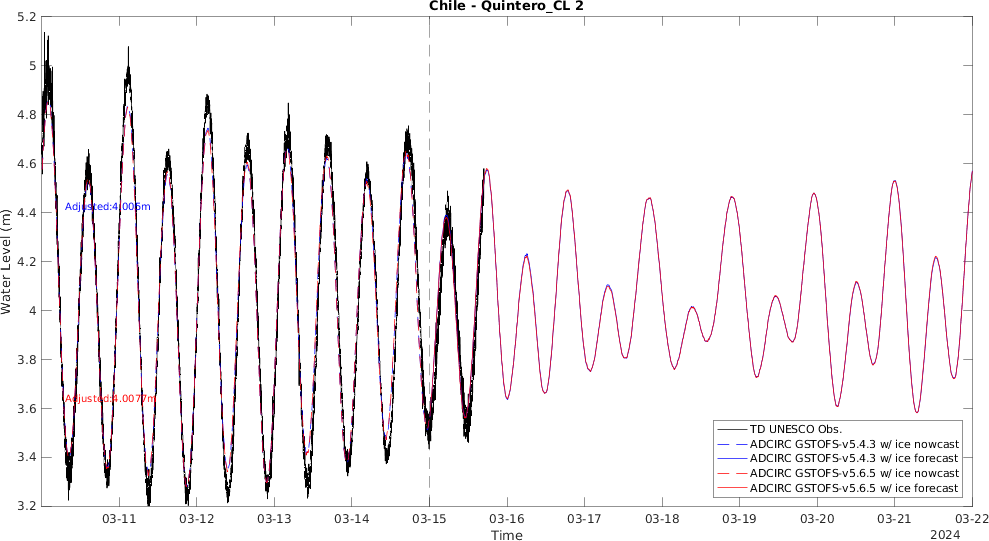 Chile - Quintero_CL 2
5.2
5
4.8
4.6
4.4
4.2
4
3.8
3.6
3.4
3.2
Water Level (m)
Adjusted:4.006m
Adjusted:4.0077m
TD UNESCO Obs.
ADCIRC GSTOFS-v5.4.3 w/ ice nowcast
ADCIRC GSTOFS-v5.4.3 w/ ice forecast
ADCIRC GSTOFS-v5.6.5 w/ ice nowcast
ADCIRC GSTOFS-v5.6.5 w/ ice forecast
03-11 03-12 03-13 03-14 03-15 03-16 03-17 03-18 03-19 03-20 03-21 03-22
Time
2024